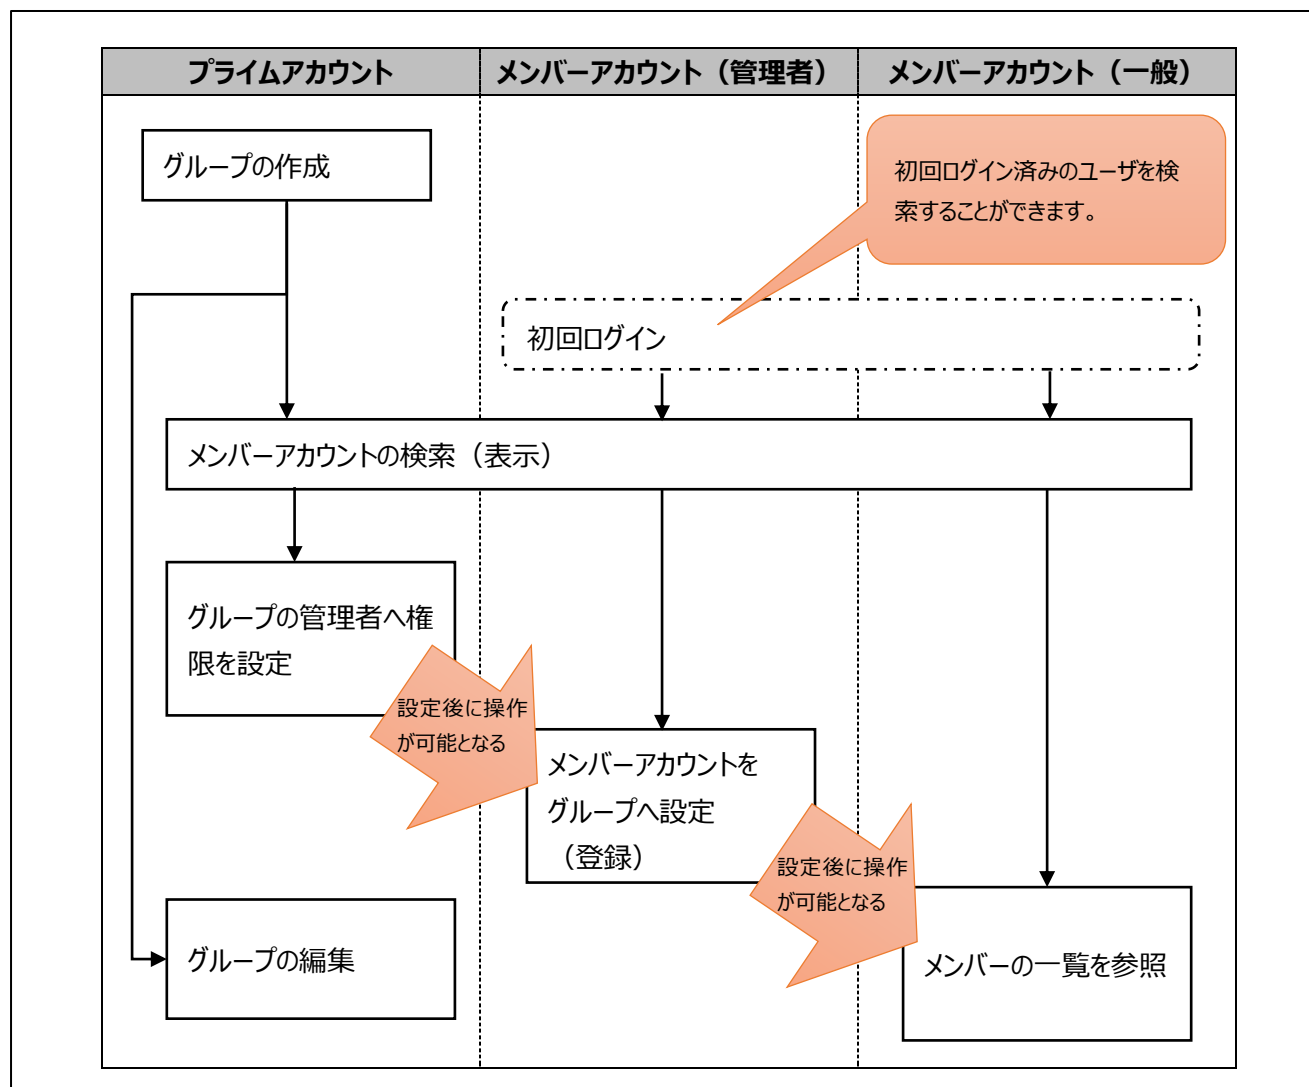 プライムアカウント
メンバーアカウント（管理者）
メンバーアカウント（一般）
グループの作成
初回ログイン済みのユーザを検
索することができます。
初回ログイン
メンバーアカウントの検索（表示）
グループの管理者へ権
限を設定
設定後に操作
が可能となる
メンバーアカウントを
グループへ設定
（登録）
設定後に操作
が可能となる
グループの編集
メンバーの一覧を参照